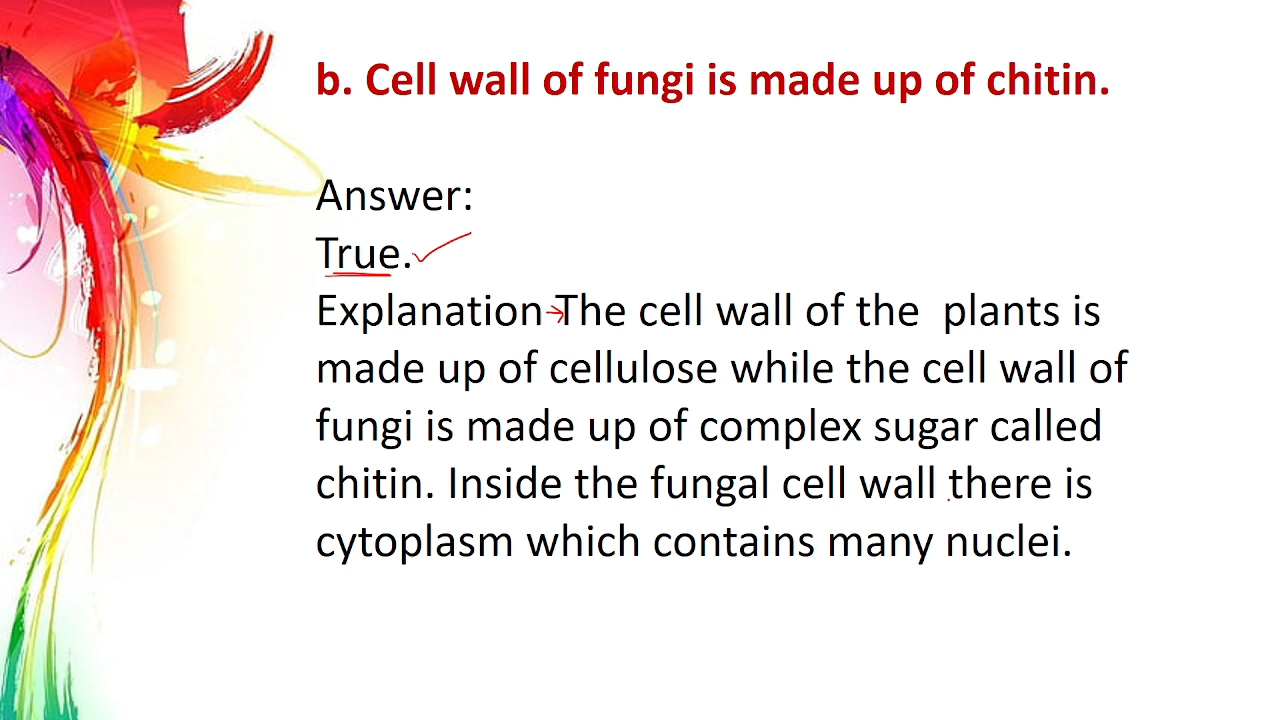 b. Cell wall of fungi is made up of chitin.
Answer:
True.
Explanation→The cell wall of the plants is
made up of cellulose while the cell wall of
fungi is made up of complex sugar called
chitin. Inside the fungal cell wall there is
cytoplasm which contains many nuclei.